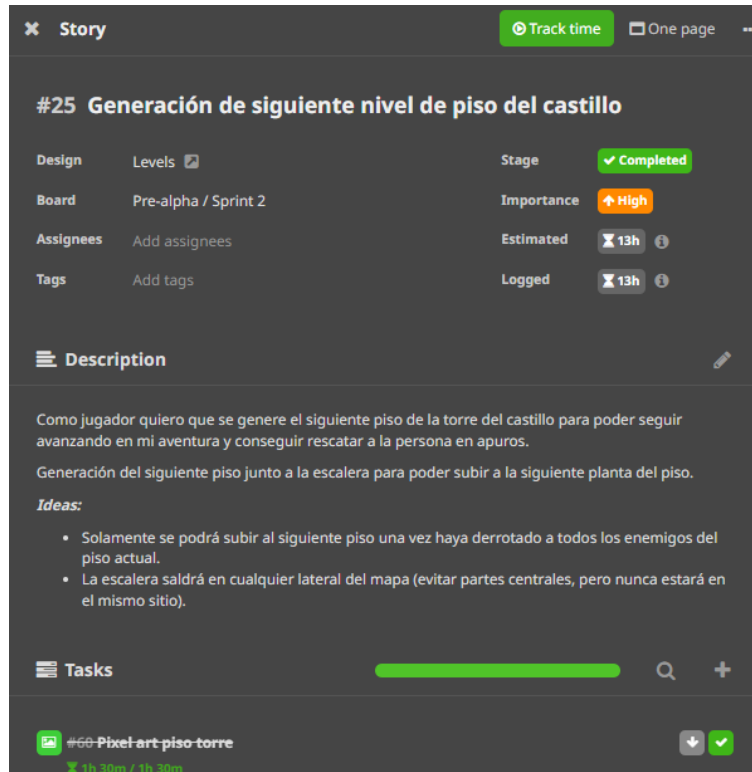 Story
Track time
One page
#25 Generación de siguiente nivel de piso del castillo
Design Levels
Stage Completed
Board Pre-alpha / Sprint 2
Importance High
Assignees Add assignees
Estimated 13h
Tags Add tags
Logged 13h
Description
Como jugador quiero que se genere el siguiente piso de la torre del castillo para poder seguir
avanzando en mi aventura y conseguir rescatar a la persona en apuros.
Generación del siguiente piso junto a la escalera para poder subir a la siguiente planta del piso.
Ideas:
• Solamente se podrá subir al siguiente piso una vez haya derrotado a todos los enemigos del
piso actual.
• La escalera saldrá en cualquier lateral del mapa (evitar partes centrales, pero nunca estará en
el mismo sitio).
Tasks
#60 Pixel art piso torre
1h 30m / 1h 30m